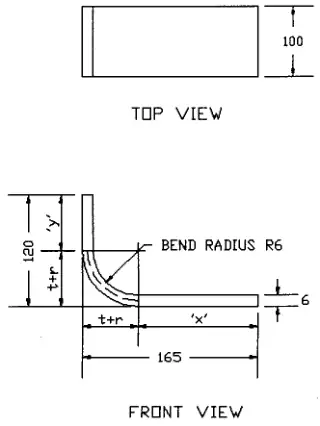 100
TOP VIEW
'y'
120
t+r
BEND RADIUS R6
6
t+r
'x'
165
FRONT VIEW